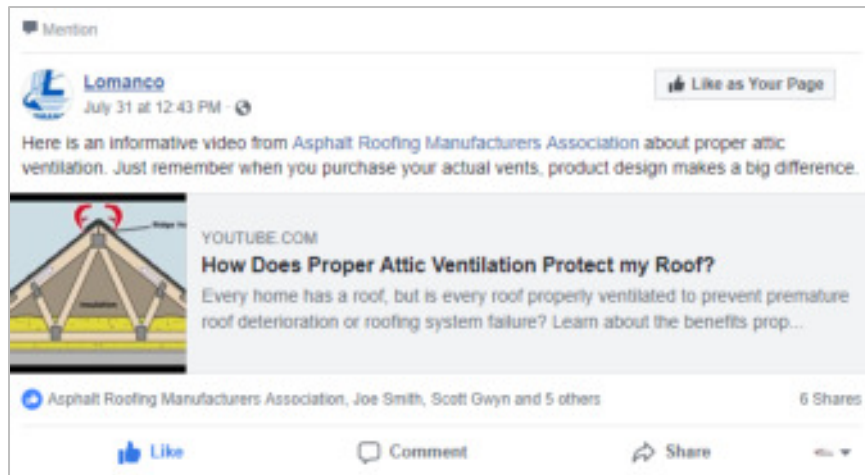 Mention
Lomanco
Like as Your Page
July 31 at 12:43 PM ·
Here is an informative video from Asphalt Roofing Manufacturers Association about proper attic
ventilation. Just remember when you purchase your actual vents, product design makes a big difference.
YOUTUBE.COM
How Does Proper Attic Ventilation Protect my Roof?
Every home has a roof, but is every roof properly ventilated to prevent premature
roof deterioration or roofing system failure? Learn about the benefits prop...
Insulation
Asphalt Roofing Manufacturers Association, Joe Smith, Scott Gwyn and 5 others
6 Shares
Like
Comment
Share